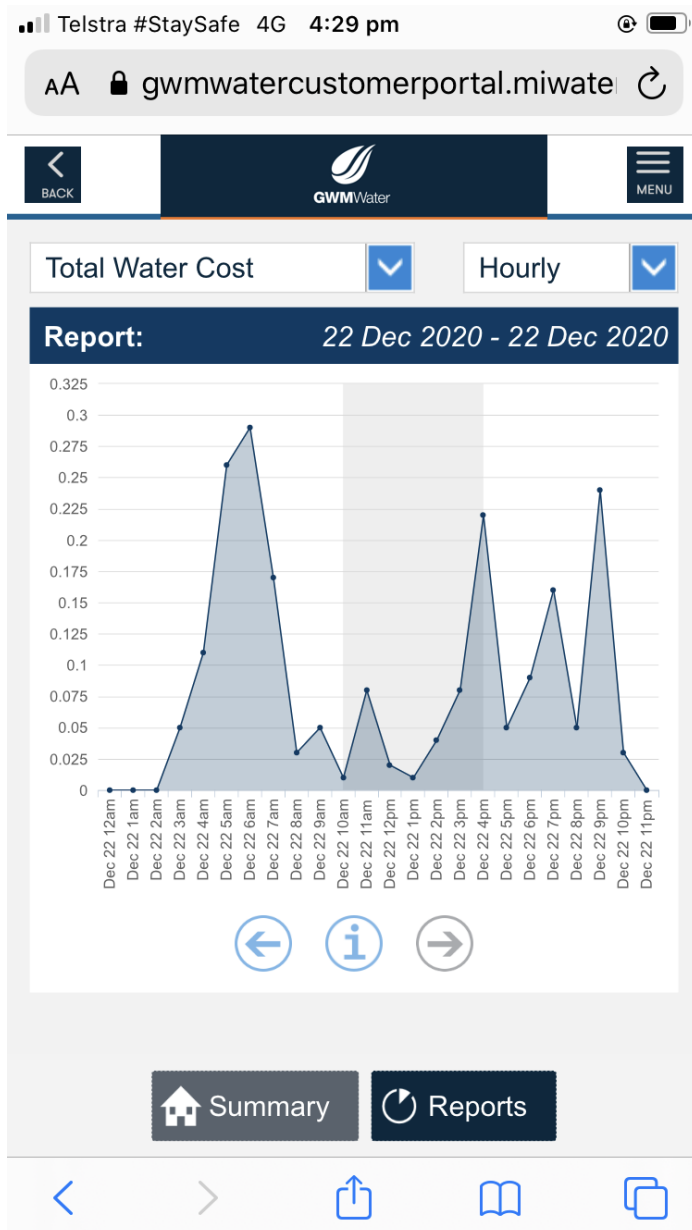 Telstra #StaySafe 4G 4:29 pm
AA gwmwatercustomerportal.miwate
BACK
GWMWater
MENU
Total Water Cost
Hourly
Report: 22 Dec 2020 - 22 Dec 2020
0.325
0.3
0.275
0.25
0.225
0.2
0.175
0.15
0.125
0.1
0.075
0.05
0.025
0
Dec 22 12am
Dec 22 1am
Dec 22 2am
Dec 22 3am
Dec 22 4am
Dec 22 5am
Dec 22 6am
Dec 22 7am
Dec 22 8am
Dec 22 9am
Dec 22 10am
Dec 22 11am
Dec 22 12pm
Dec 22 1pm
Dec 22 2pm
Dec 22 3pm
Dec 22 4pm
Dec 22 5pm
Dec 22 6pm
Dec 22 7pm
Dec 22 8pm
Dec 22 9pm
Dec 22 10pm
Dec 22 11pm
Summary
Reports